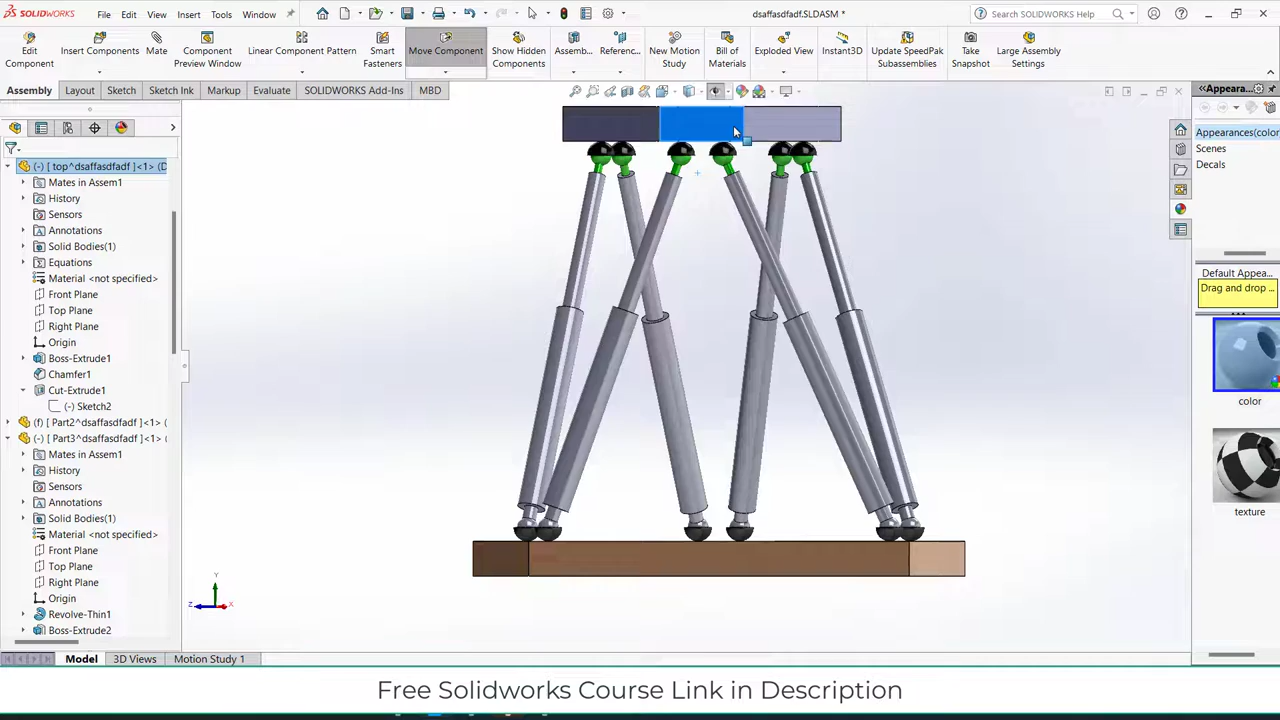 SOLIDWORKS File Edit View Insert Tools Window dsaffasdfadf.SLDASM * Search SOLIDWORKS Help
Edit Component
Insert Components
Mate
Component Preview Window
Linear Component Pattern
Smart Fasteners
Move Component
Show Hidden Components
Assemb...
Referenc...
New Motion Study
Bill of Materials
Exploded View
Instant3D
Update SpeedPak Subassemblies
Take Snapshot
Large Assembly Settings
Assembly Layout Sketch Sketch Ink Markup Evaluate SOLIDWORKS Add-Ins MBD
(-) [ top^dsaffasdfadf ]<1> (D
Mates in Assem1
History
Sensors
Annotations
Solid Bodies(1)
Equations
Material <not specified>
Front Plane
Top Plane
Right Plane
Origin
Boss-Extrude1
Chamfer1
Cut-Extrude1
(-) Sketch2
(f) [ Part2^dsaffasdfadf ]<1> (
(-) [ Part3^dsaffasdfadf ]<1> (
Mates in Assem1
History
Sensors
Annotations
Solid Bodies(1)
Material <not specified>
Front Plane
Top Plane
Right Plane
Origin
Revolve-Thin1
Boss-Extrude2
Y
Z
X
<<Appeara...
Appearances(color)
Scenes
Decals
Default Appea...
Drag and drop ...
color
texture
Model 3D Views Motion Study 1
Free Solidworks Course Link in Description